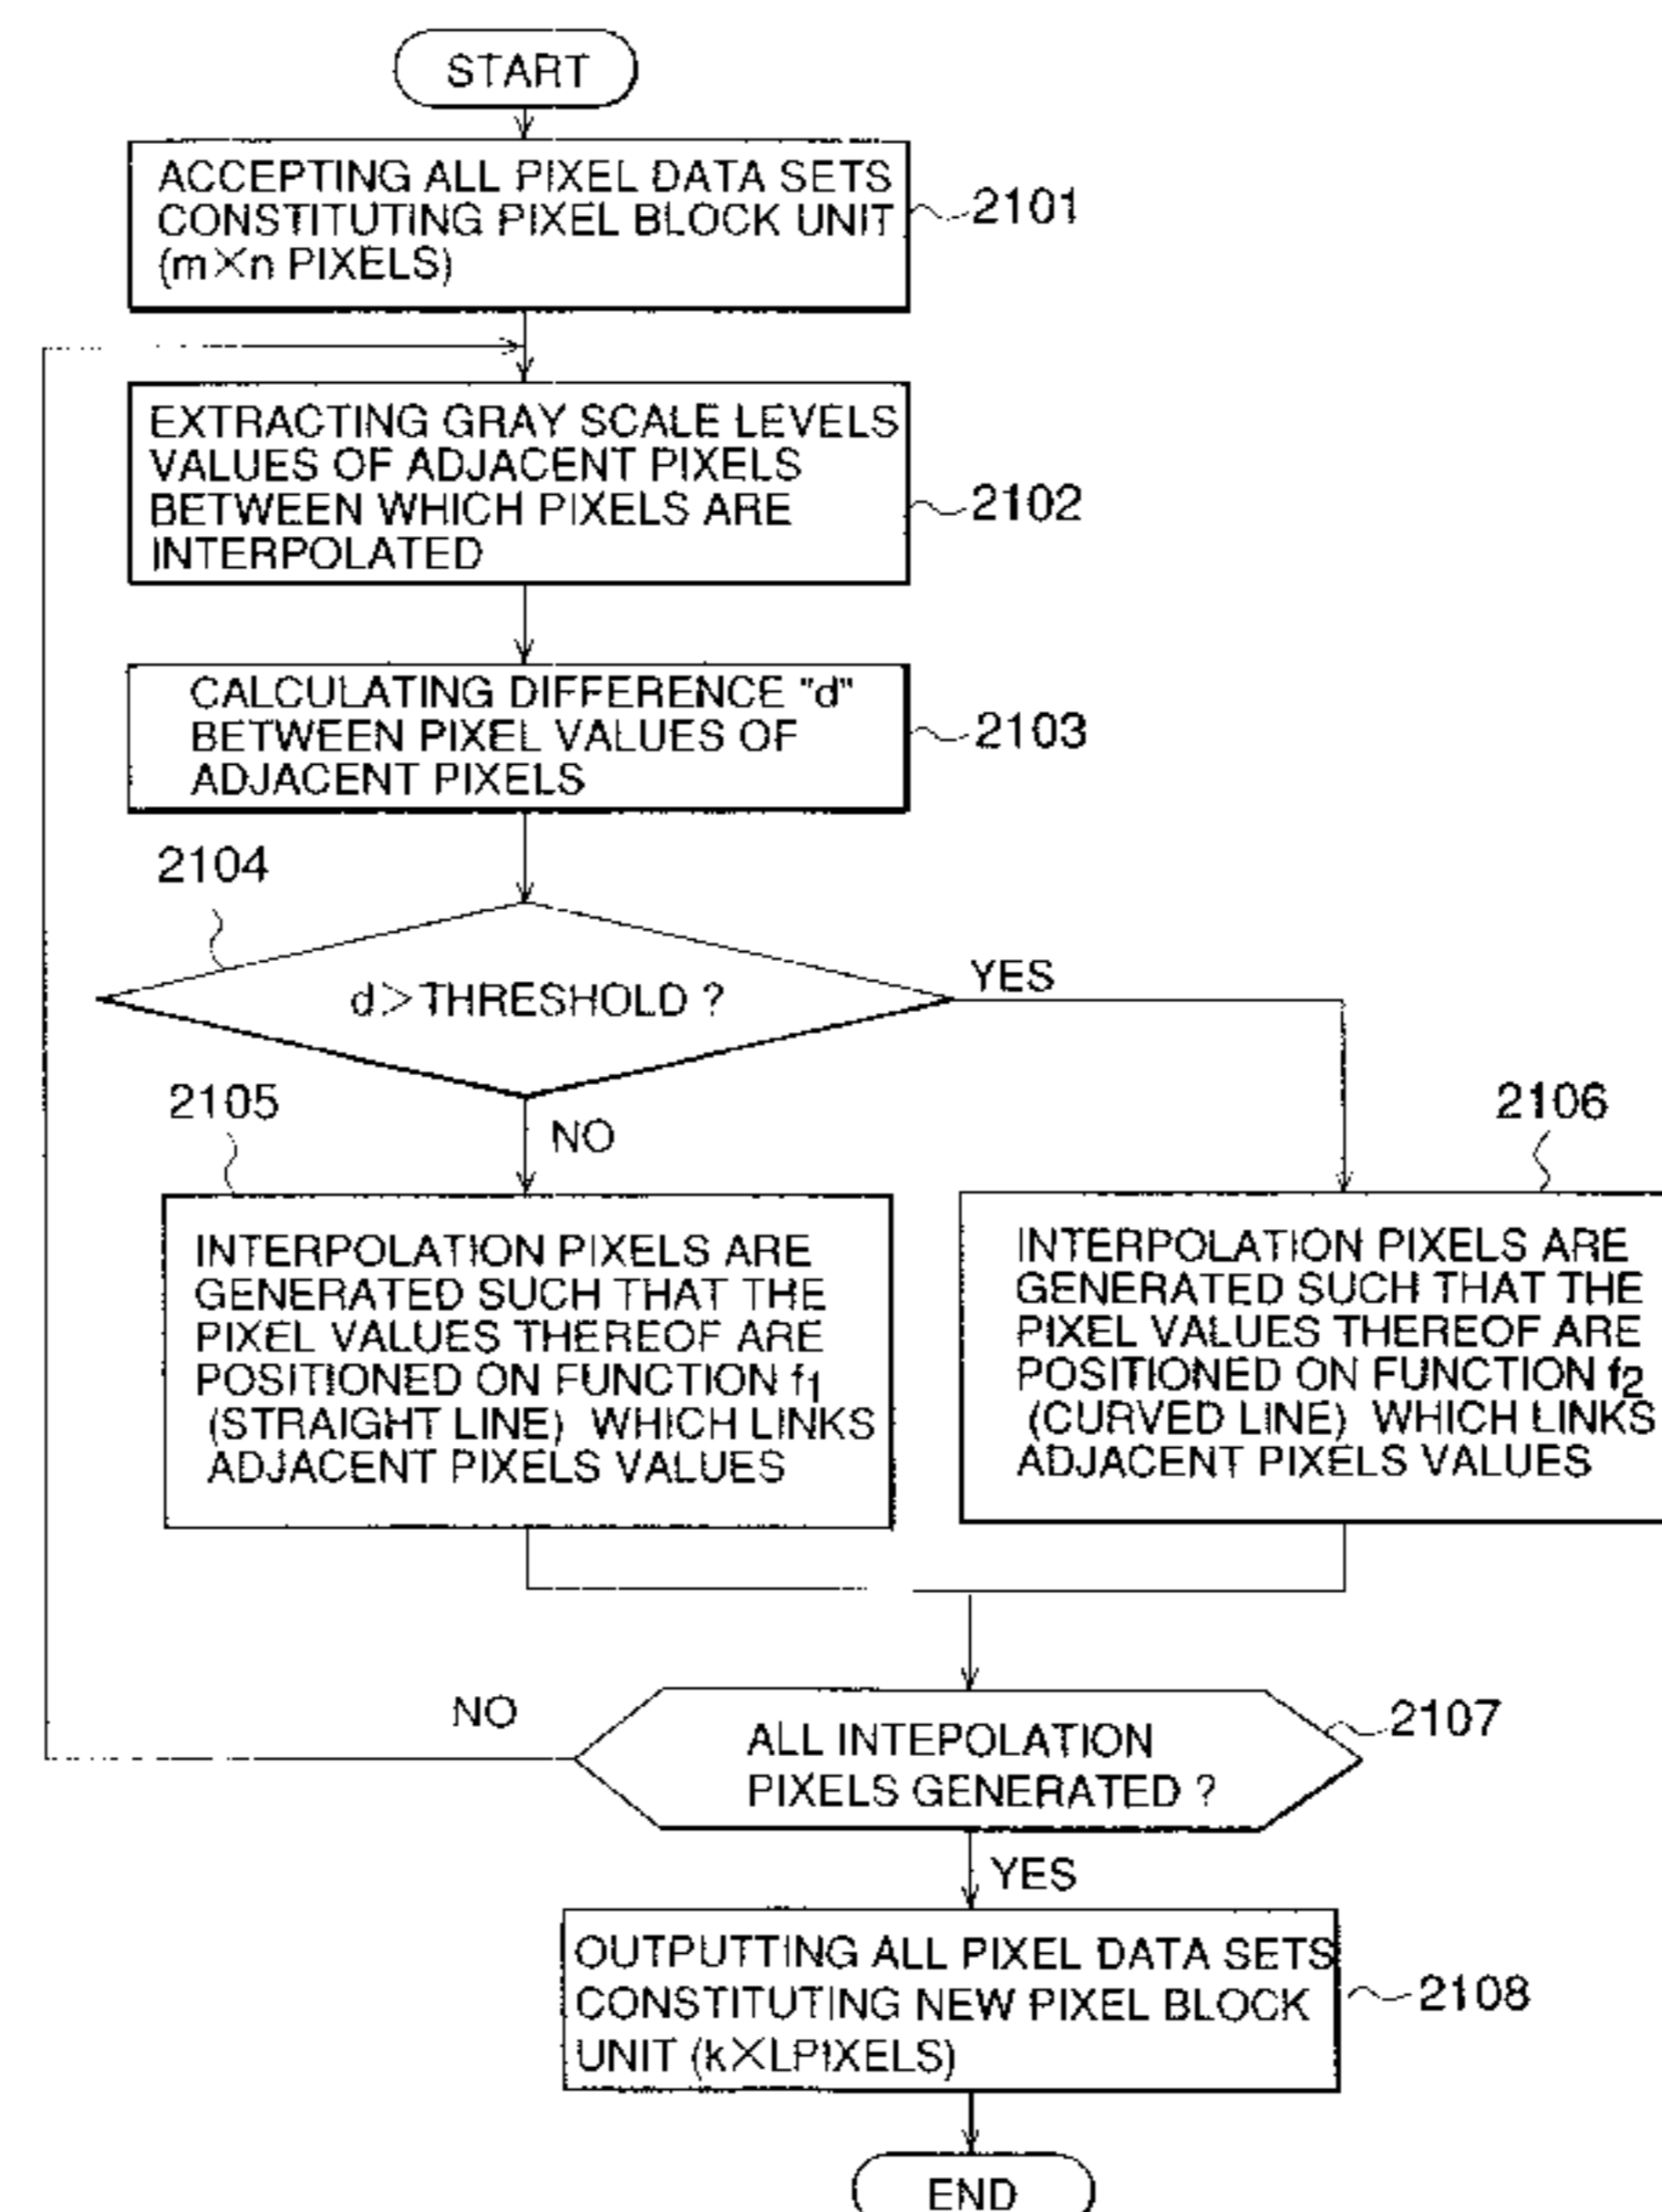 START
ACCEPTING ALL PIXEL DATA SETS
CONSTITUTING PIXEL BLOCK UNIT
(m×n PIXELS)
2101
EXTRACTING GRAY SCALE LEVELS
VALUES OF ADJACENT PIXELS
BETWEEN WHICH PIXELS ARE
INTERPOLATED
2102
CALCULATING DIFFERENCE "d"
BETWEEN PIXEL VALUES OF
ADJACENT PIXELS
2103
2104
d>THRESHOLD ?
YES
NO
2105
INTERPOLATION PIXELS ARE
GENERATED SUCH THAT THE
PIXEL VALUES THEREOF ARE
POSITIONED ON FUNCTION f1
(STRAIGHT LINE) WHICH LINKS
ADJACENT PIXELS VALUES
2106
INTERPOLATION PIXELS ARE
GENERATED SUCH THAT THE
PIXEL VALUES THEREOF ARE
POSITIONED ON FUNCTION f2
(CURVED LINE) WHICH LINKS
ADJACENT PIXELS VALUES
NO
ALL INTEPOLATION
PIXELS GENERATED ?
2107
YES
OUTPUTTING ALL PIXEL DATA SETS
CONSTITUTING NEW PIXEL BLOCK
UNIT (k×LPIXELS)
2108
END